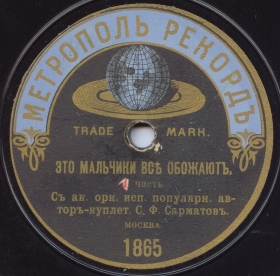 МЕТРОПОЛЬ РЕКОРДЪ
TRADE MARK.
ЭТО МАЛЬЧИКИ ВСѢ ОБОЖАЮТЪ.
часть
Съ ак. орк. исп. популярн. ав-
торъ-куплет. С. Ф. Сарматовъ.
МОСКВА
1865